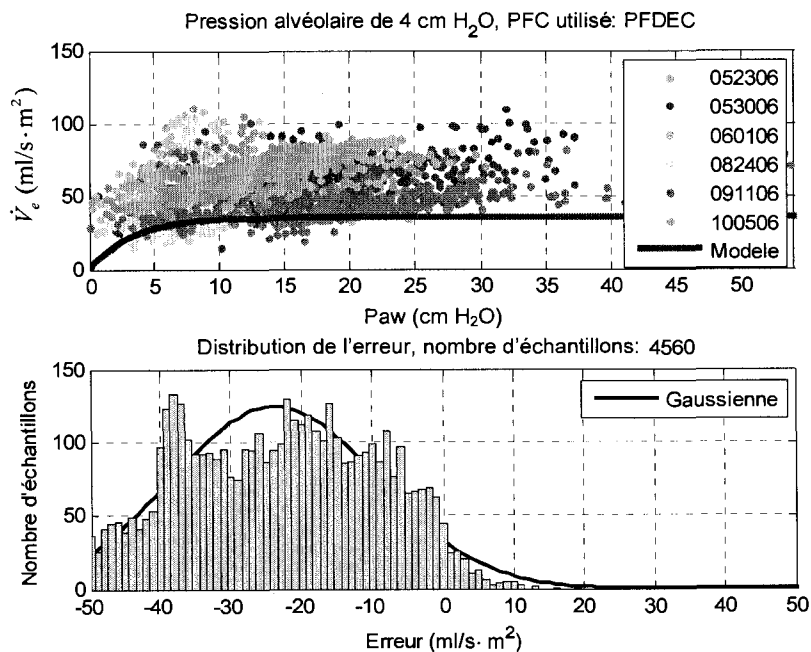 Pression alvéolaire de 4 cm H₂O, PFC utilisé: PFDEC
150
100
50
0
V̇ₑ (ml/s· m²)
0 5 10 15 20 25 30 35 40 45 50
Paw (cm H₂O)
052306
053006
060106
082406
091106
100506
Modele
Distribution de l'erreur, nombre d'échantillons: 4560
150
100
50
0
Nombre d'échantillons
-50 -40 -30 -20 -10 0 10 20 30 40 50
Erreur (ml/s· m²)
Gaussienne